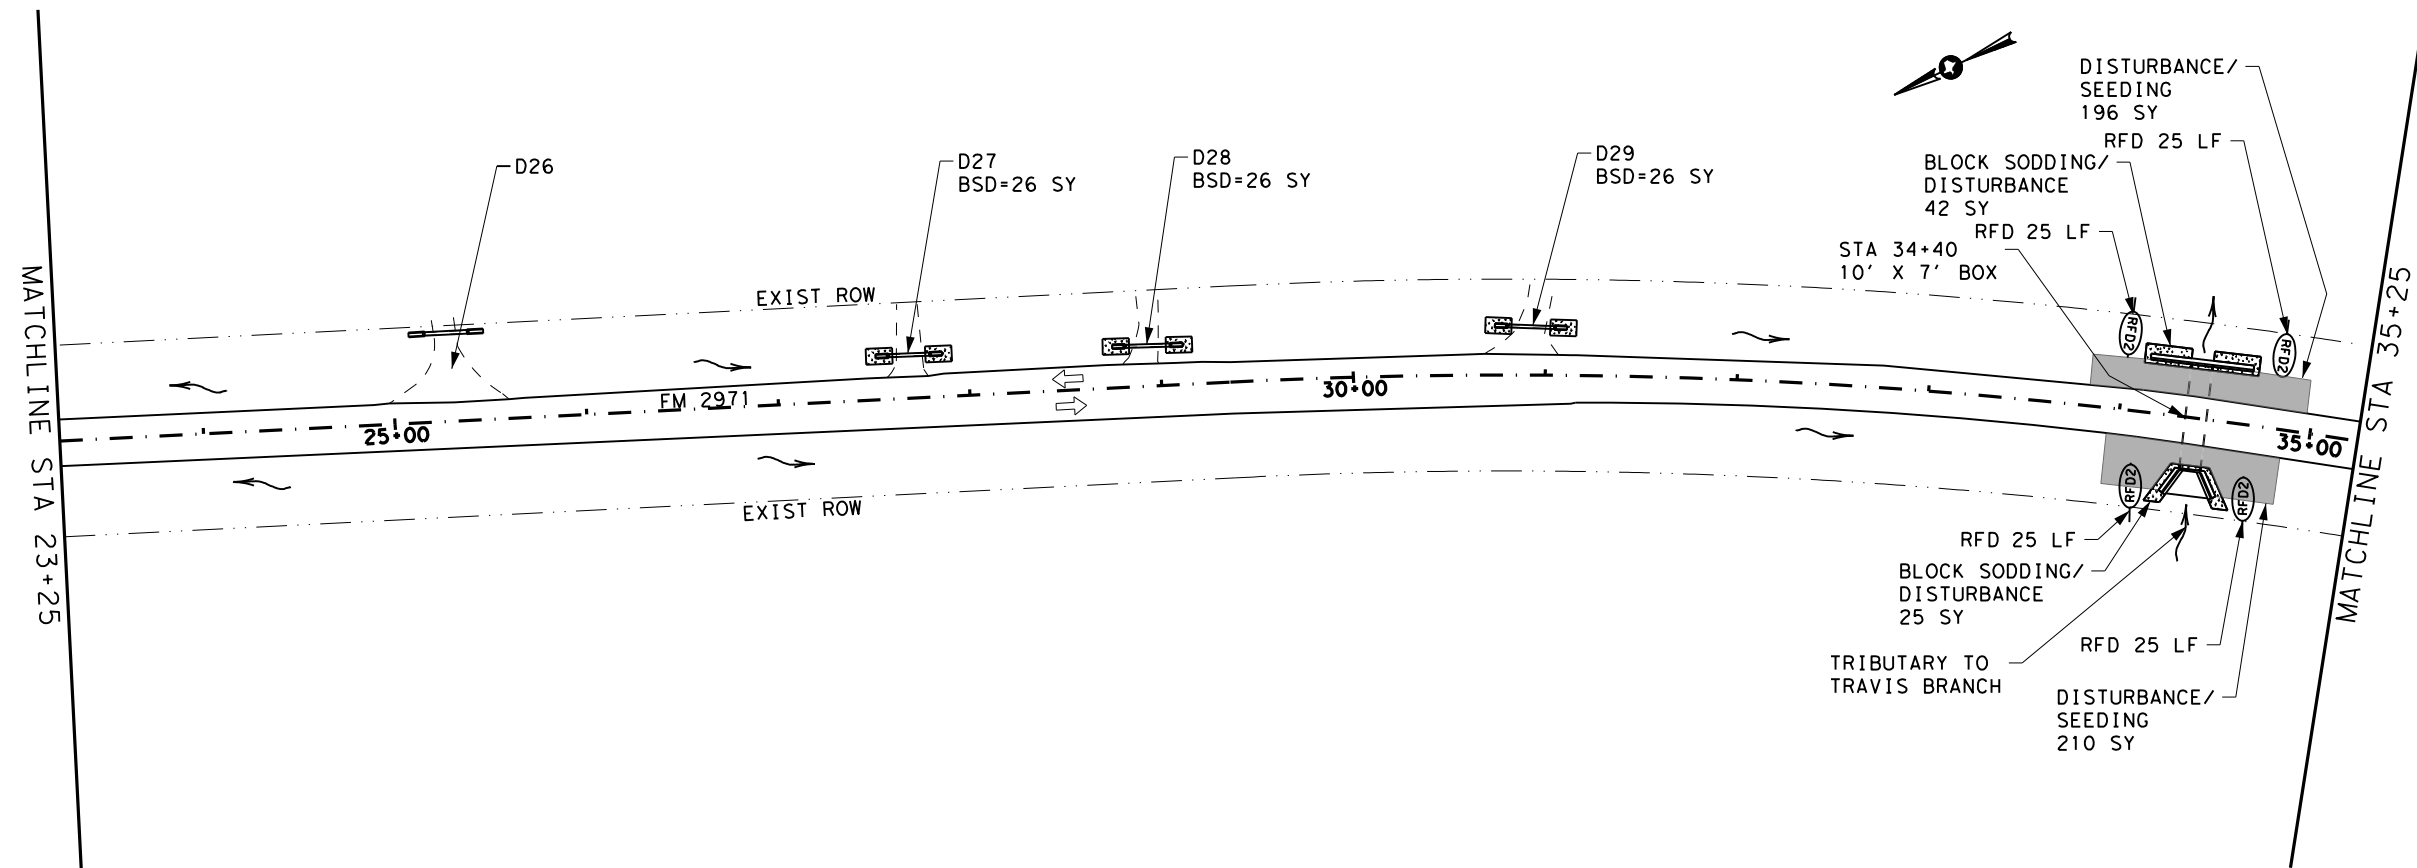 MATCHLINE STA 23+25
D26
D27
BSD=26 SY
D28
BSD=26 SY
D29
BSD=26 SY
DISTURBANCE/
SEEDING
196 SY
RFD 25 LF
BLOCK SODDING/
DISTURBANCE
42 SY
RFD 25 LF
STA 34+40
10' X 7' BOX
EXIST ROW
RFD2
RFD2
FM 2971
25+00
30+00
35+00
EXIST ROW
RFD2
RFD2
RFD 25 LF
BLOCK SODDING/
DISTURBANCE
25 SY
RFD 25 LF
TRIBUTARY TO
TRAVIS BRANCH
DISTURBANCE/
SEEDING
210 SY
MATCHLINE STA 35+25